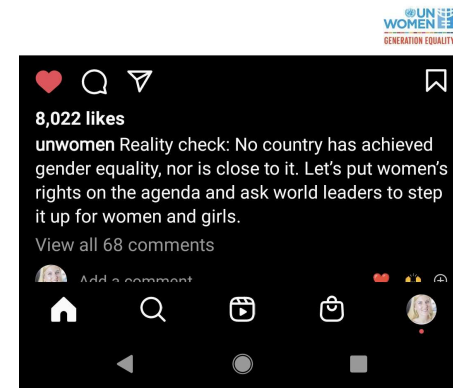 UN
WOMEN
GENERATION EQUALITY
8,022 likes
unwomen Reality check: No country has achieved
gender equality, nor is close to it. Let's put women's
rights on the agenda and ask world leaders to step
it up for women and girls.
View all 68 comments
Add a comment